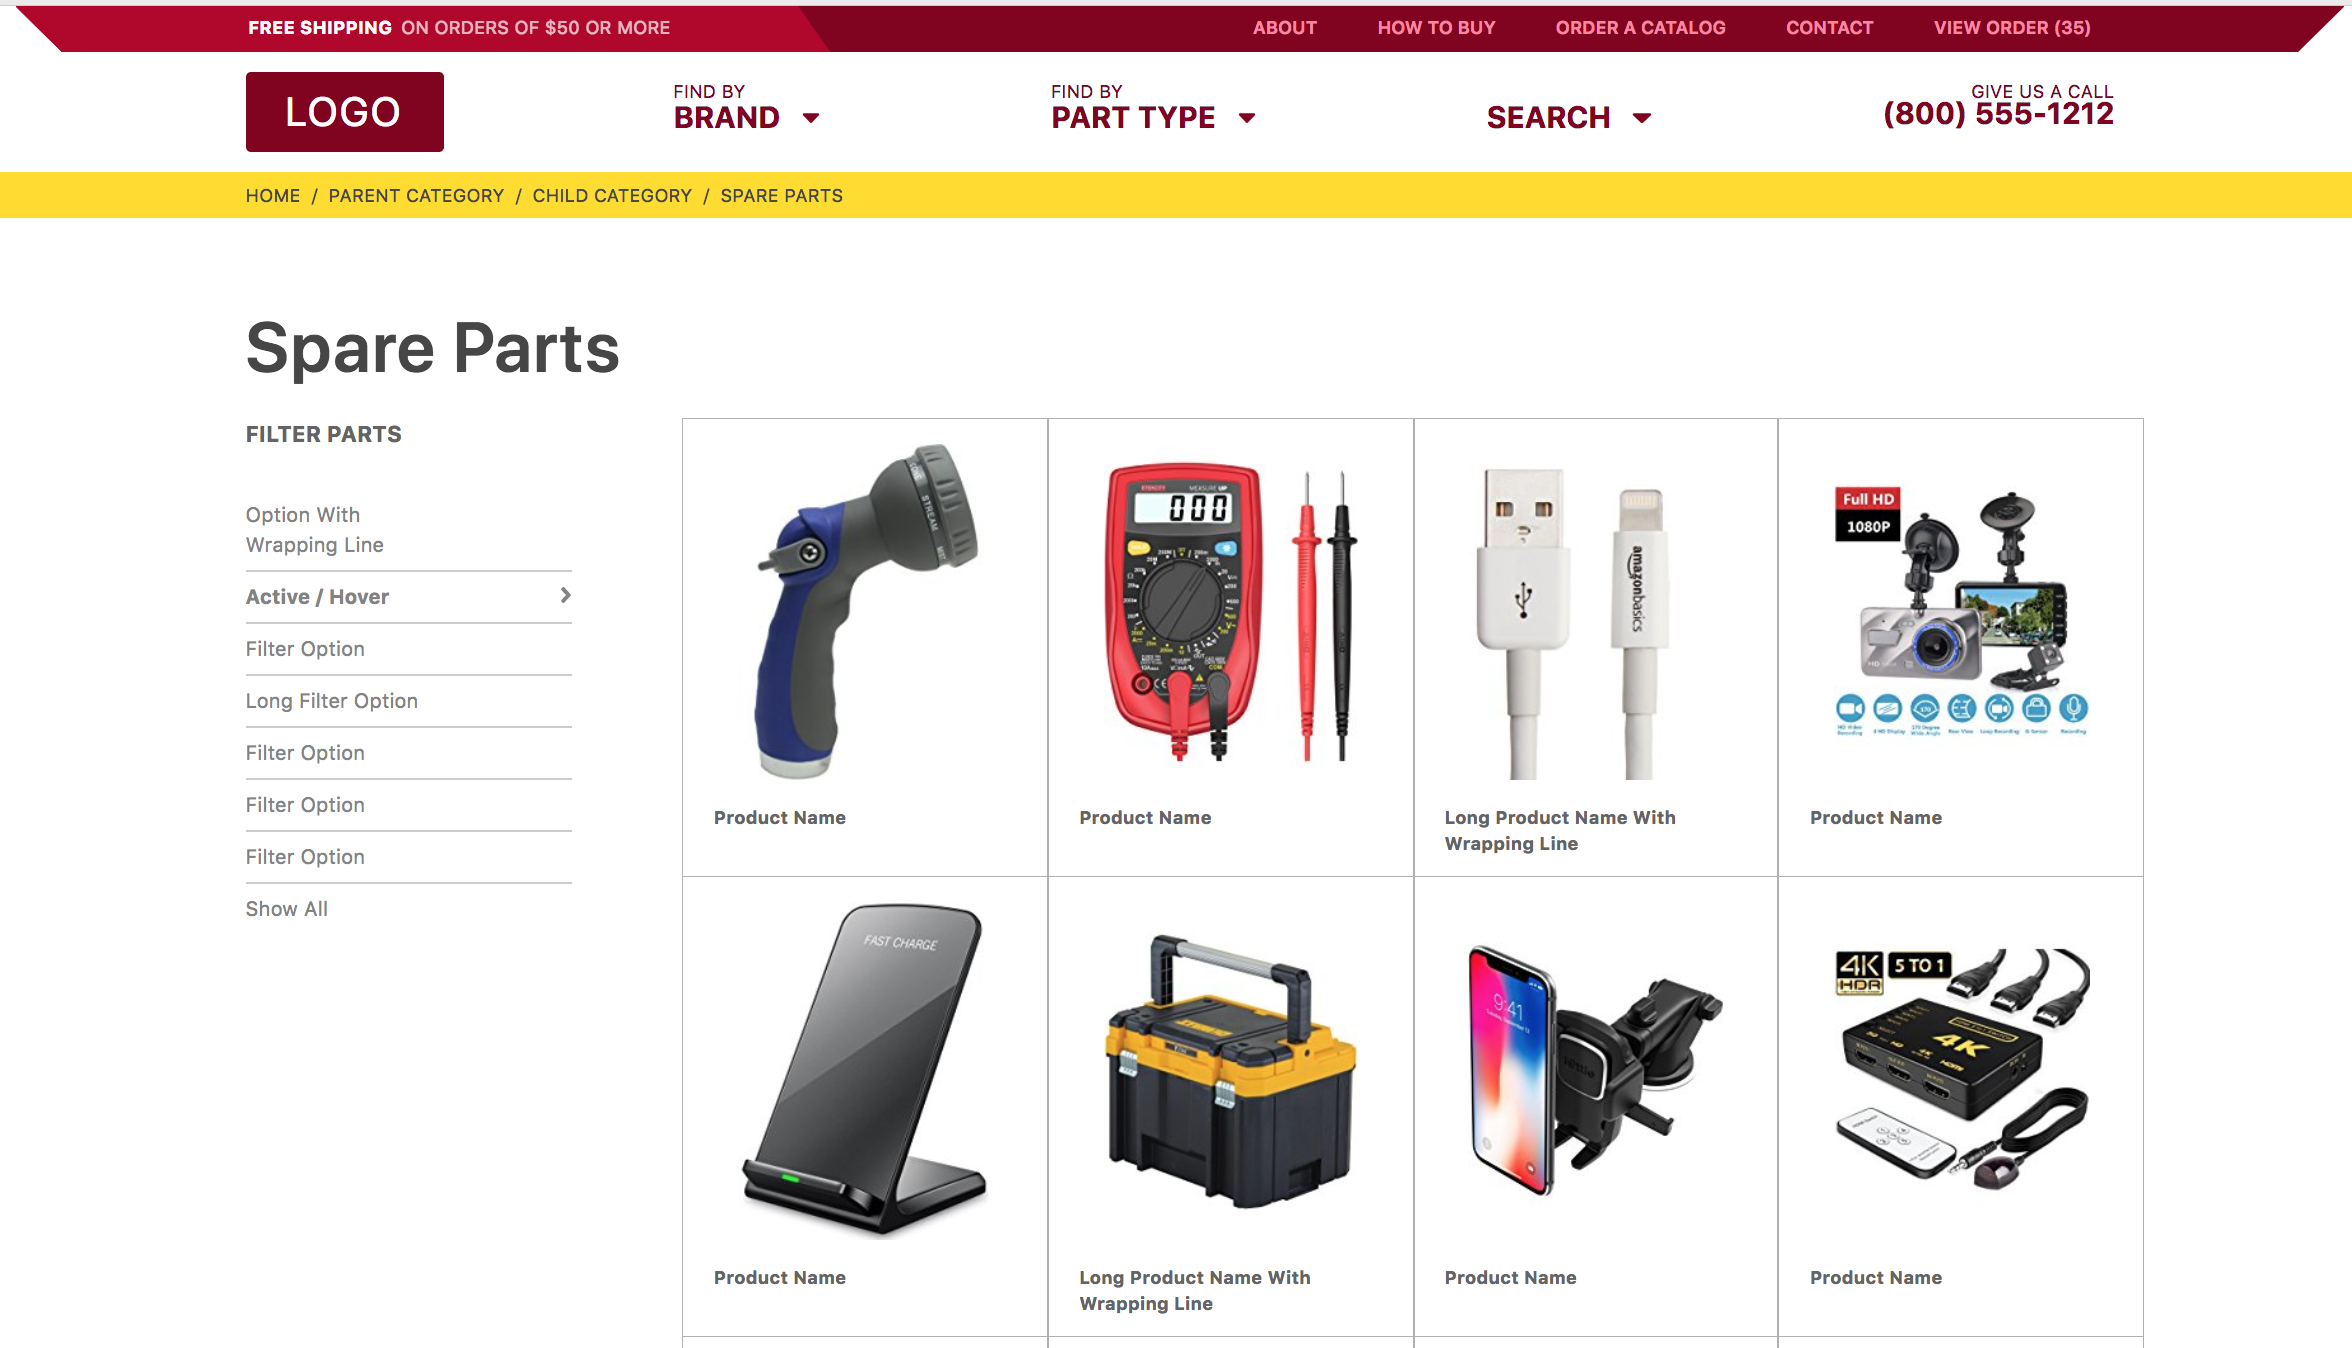 FREE SHIPPING ON ORDERS OF $50 OR MORE
ABOUT
HOW TO BUY
ORDER A CATALOG
CONTACT
VIEW ORDER (35)
LOGO
FIND BY
BRAND
FIND BY
PART TYPE
SEARCH
GIVE US A CALL
(800) 555-1212
HOME / PARENT CATEGORY / CHILD CATEGORY / SPARE PARTS
Spare Parts
FILTER PARTS
Option With
Wrapping Line
Active / Hover
Filter Option
Long Filter Option
Filter Option
Filter Option
Filter Option
Show All
STREAM
Product Name
MEASURE UP
000
COM
Product Name
amazonbasics
Long Product Name With
Wrapping Line
Full HD
1080P
Product Name
FAST CHARGE
Product Name
Long Product Name With
Wrapping Line
9:41
Product Name
4K
HDR
5 TO 1
4K
Product Name